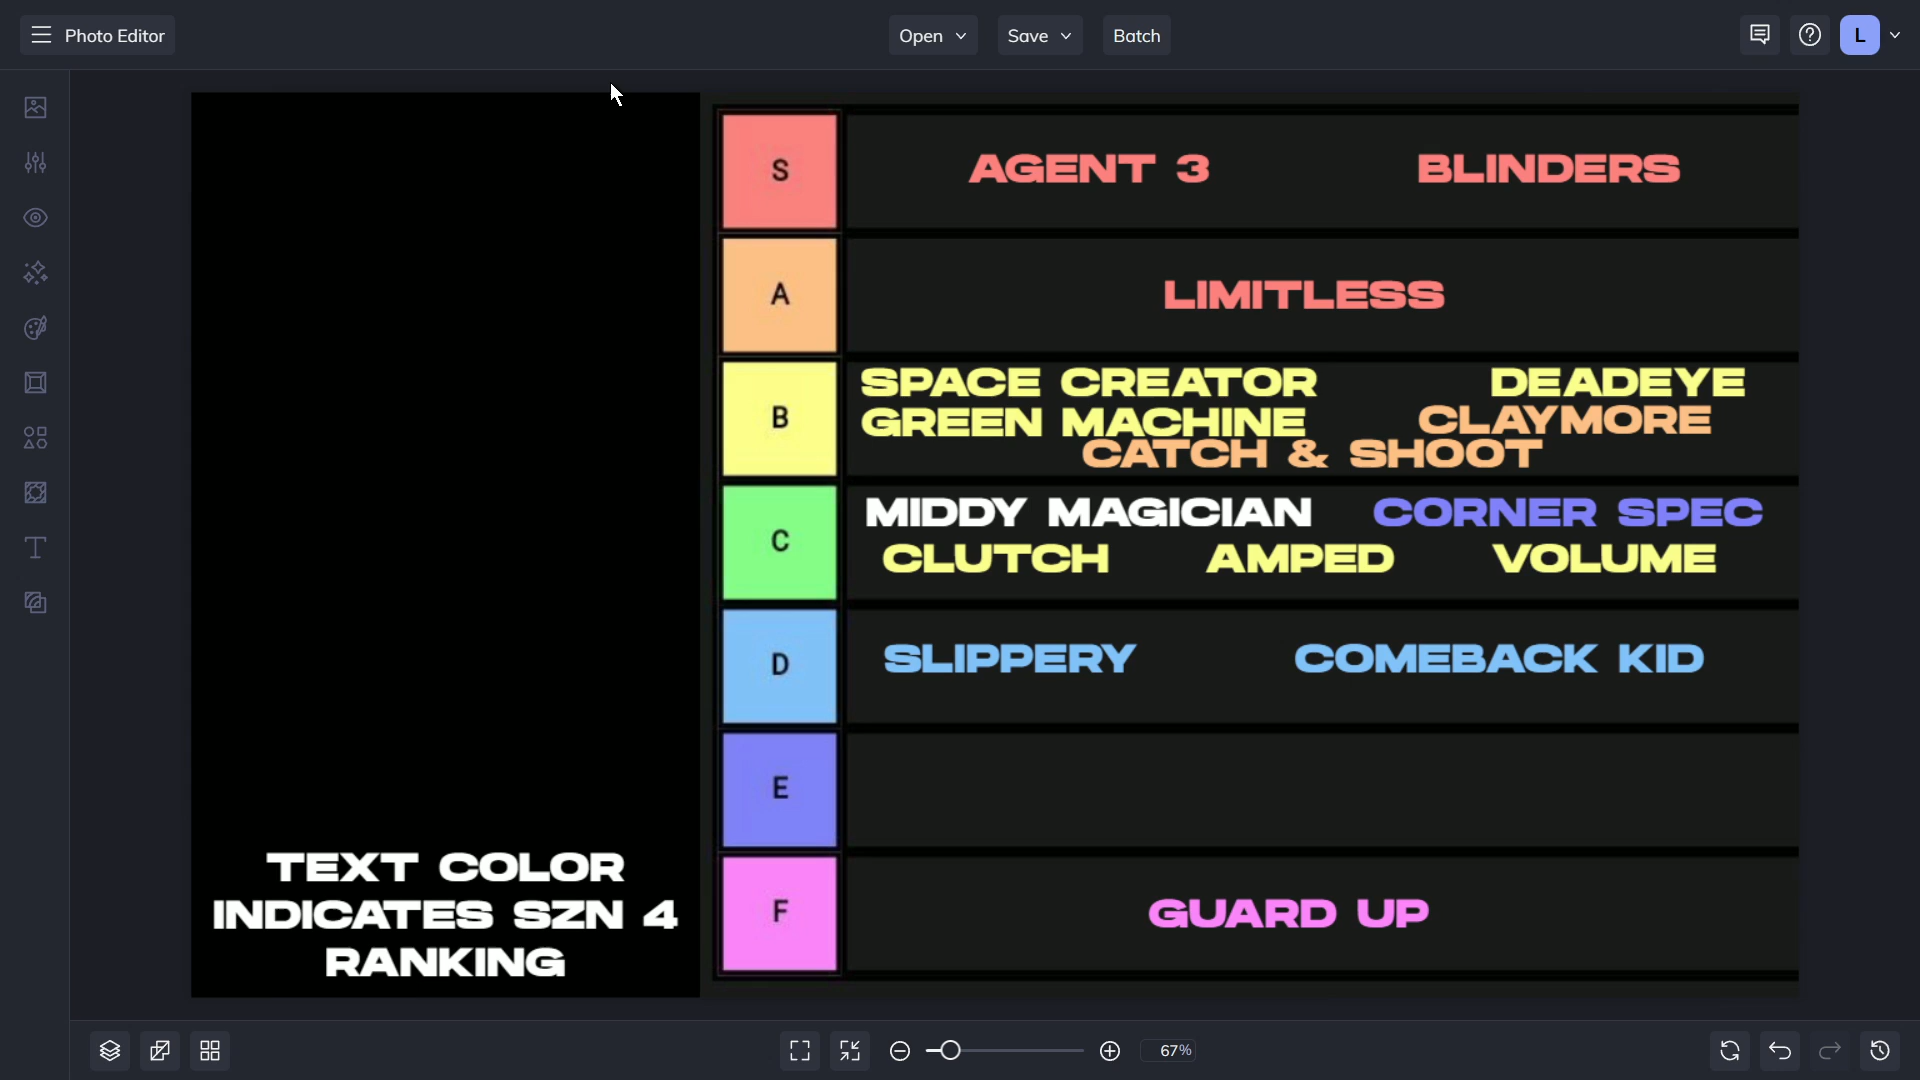 Photo Editor
Open
Save
Batch
L
S
AGENT 3 BLINDERS
A
LIMITLESS
B
SPACE CREATOR DEADEYE
GREEN MACHINE CLAYMORE
CATCH & SHOOT
C
MIDDY MAGICIAN CORNER SPEC
CLUTCH AMPED VOLUME
D
SLIPPERY COMEBACK KID
E
F
GUARD UP
TEXT COLOR
INDICATES SZN 4
RANKING
67%